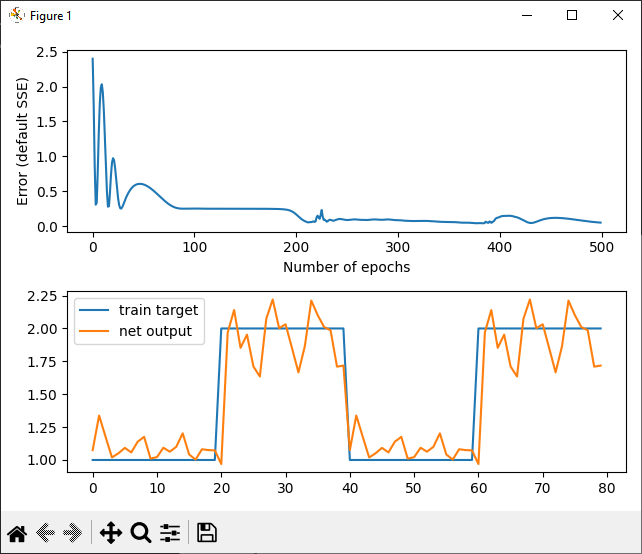 Figure 1
2.5
2.0
1.5
1.0
0.5
0.0
Error (default SSE)
0 100 200 300 400 500
Number of epochs
2.25
2.00
1.75
1.50
1.25
1.00
train target
net output
0 10 20 30 40 50 60 70 80